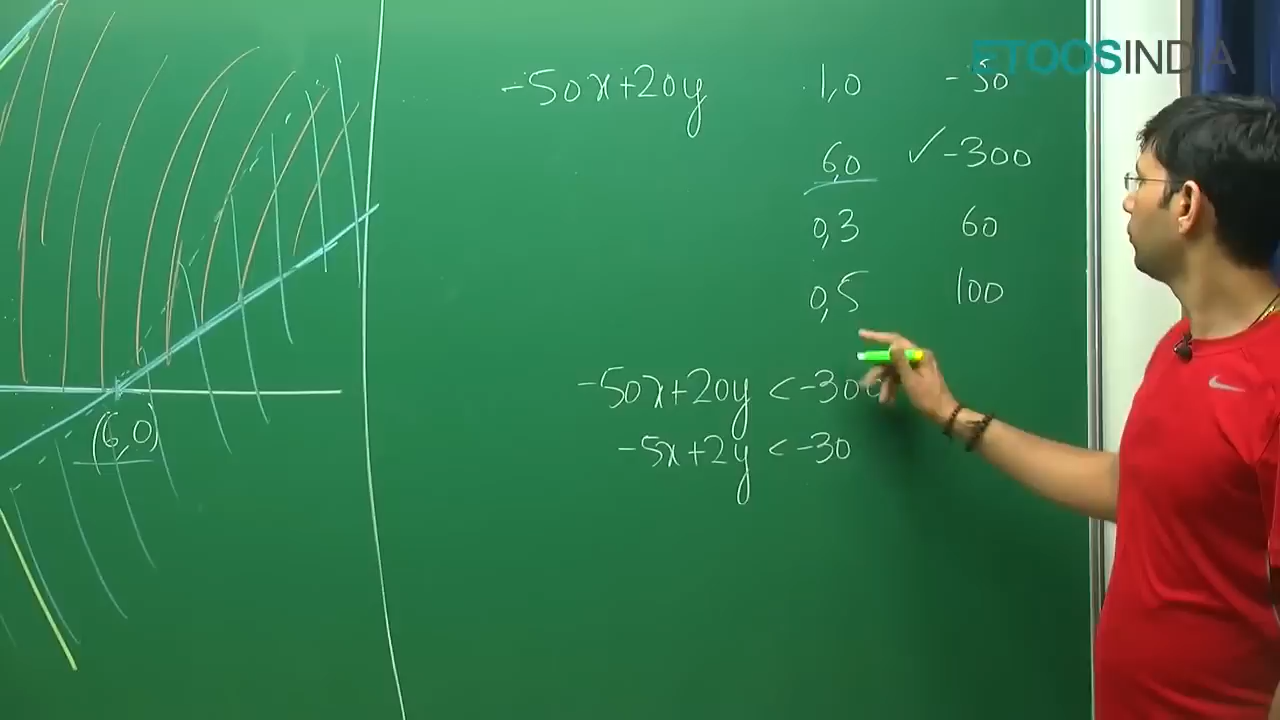 ETOOSINDIA
-50x+20y 1,0 -50
6,0 ✓ -300
0,3 60
0,5 100
-50x+20y < -300
-5x+2y < -30
(6,0)